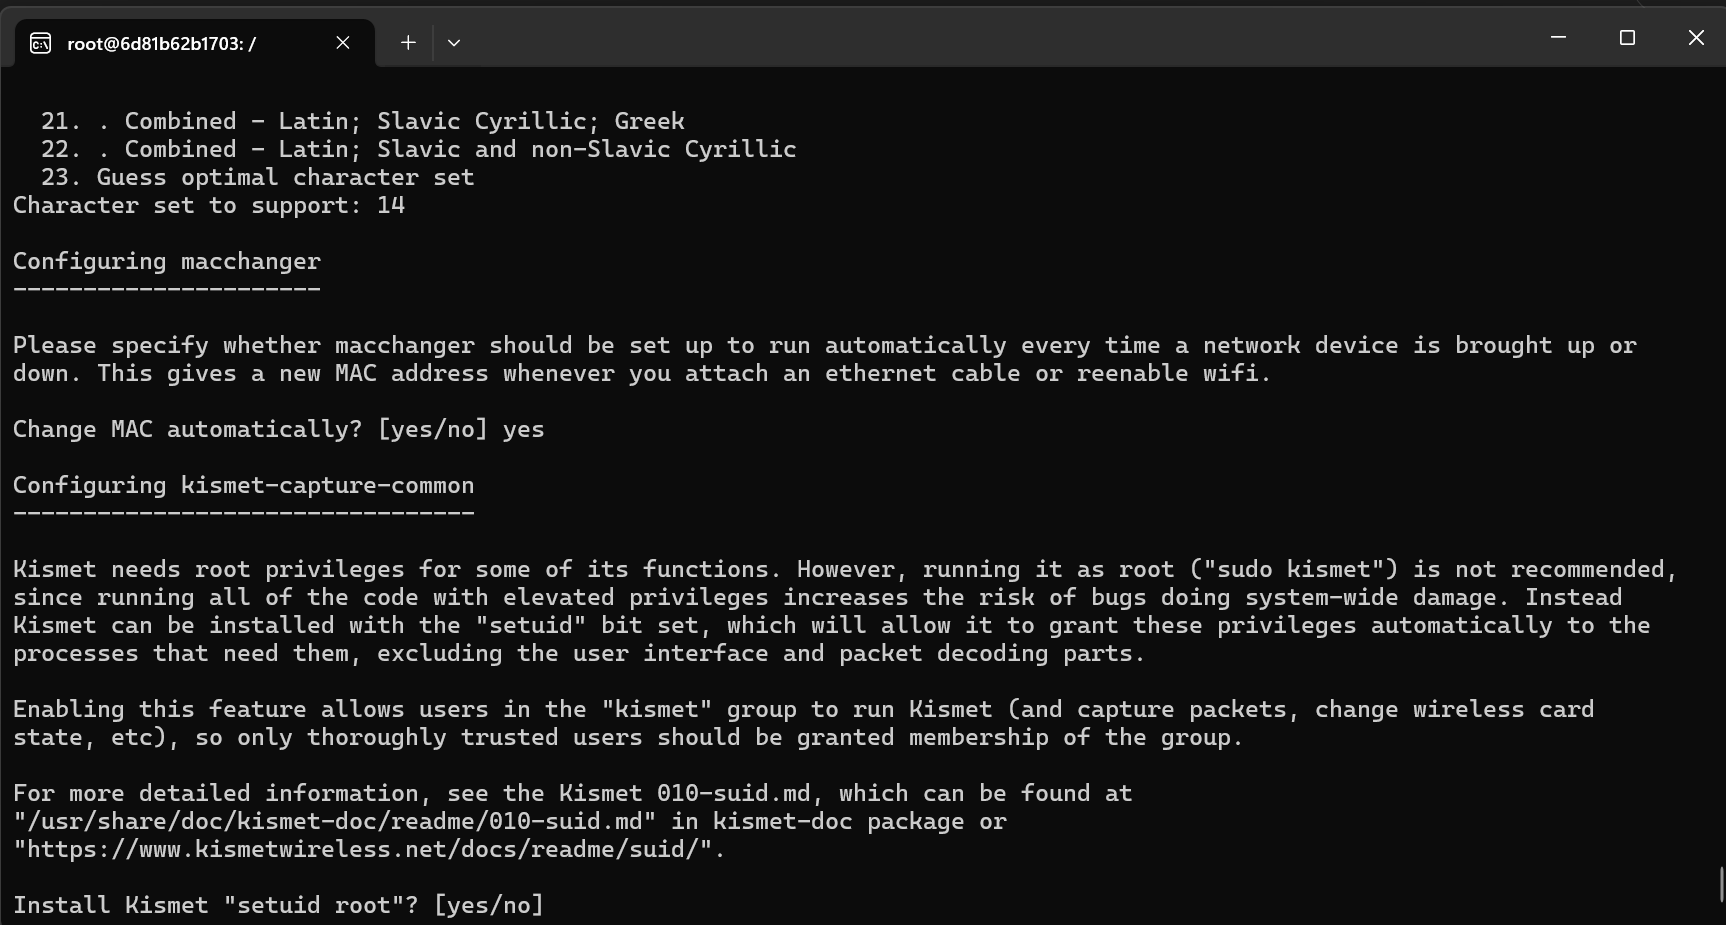 root@6d81b62b1703: /
21. . Combined - Latin; Slavic Cyrillic; Greek
22. . Combined - Latin; Slavic and non-Slavic Cyrillic
23. Guess optimal character set
Character set to support: 14
Configuring macchanger
----------------------
Please specify whether macchanger should be set up to run automatically every time a network device is brought up or
down. This gives a new MAC address whenever you attach an ethernet cable or reenable wifi.
Change MAC automatically? [yes/no] yes
Configuring kismet-capture-common
---------------------------------
Kismet needs root privileges for some of its functions. However, running it as root ("sudo kismet") is not recommended,
since running all of the code with elevated privileges increases the risk of bugs doing system-wide damage. Instead
Kismet can be installed with the "setuid" bit set, which will allow it to grant these privileges automatically to the
processes that need them, excluding the user interface and packet decoding parts.
Enabling this feature allows users in the "kismet" group to run Kismet (and capture packets, change wireless card
state, etc), so only thoroughly trusted users should be granted membership of the group.
For more detailed information, see the Kismet 010-suid.md, which can be found at
"/usr/share/doc/kismet-doc/readme/010-suid.md" in kismet-doc package or
"https://www.kismetwireless.net/docs/readme/suid/".
Install Kismet "setuid root"? [yes/no]